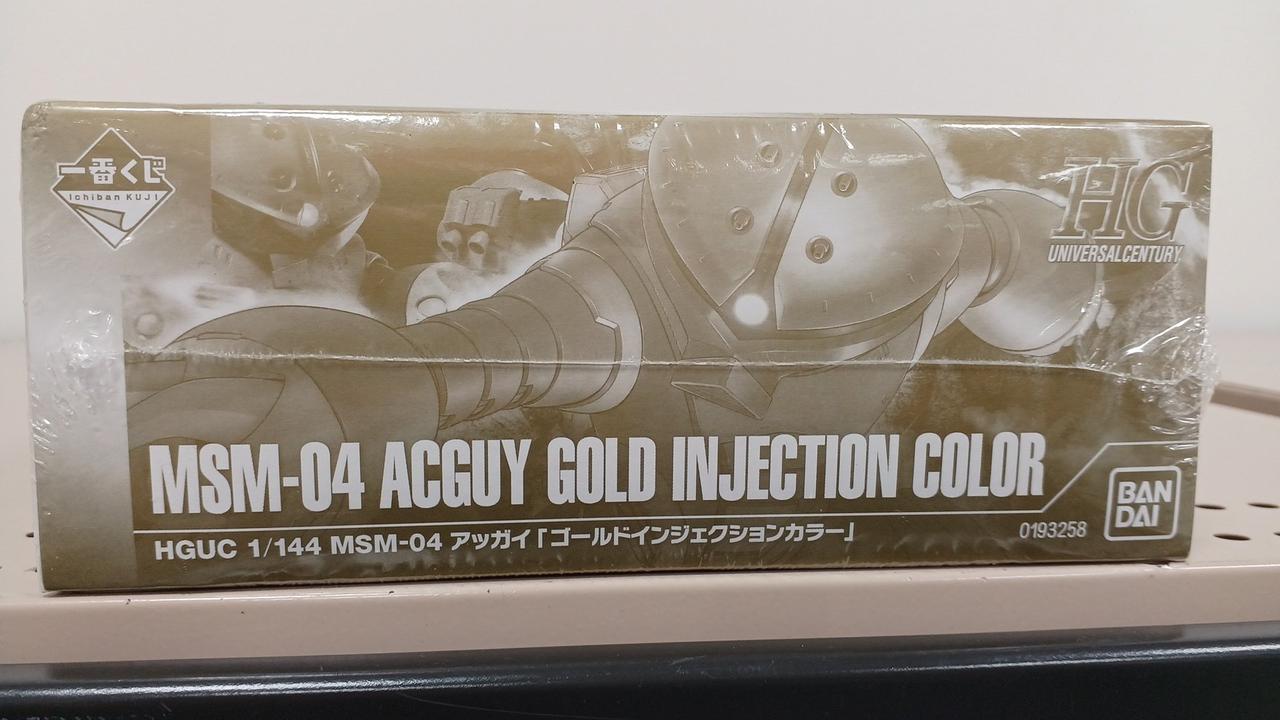 一番くじ
Ichiban KUJI
HG
UNIVERSAL CENTURY
MSM-04 ACGUY GOLD INJECTION COLOR
HGUC 1/144 MSM-04 アッガイ「ゴールドインジェクションカラー」
0193258
BAN
DAI